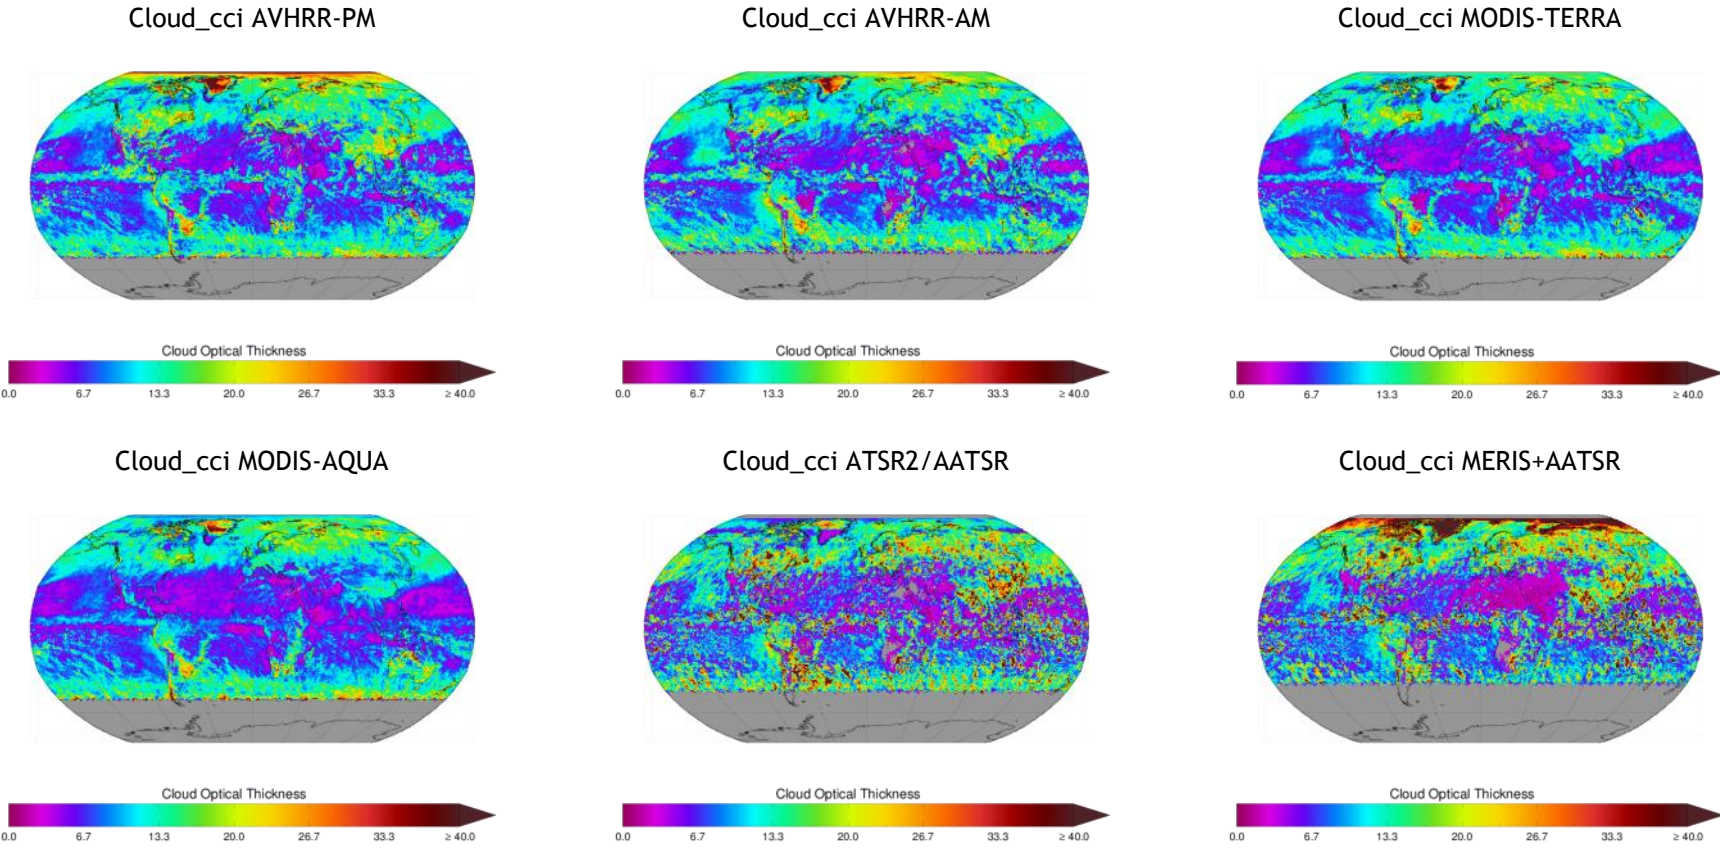 Cloud_cci AVHRR-PM
Cloud_cci AVHRR-AM
Cloud_cci MODIS-TERRA
Cloud Optical Thickness
0.0 6.7 13.3 20.0 26.7 33.3 ≥ 40.0
Cloud Optical Thickness
0.0 6.7 13.3 20.0 26.7 33.3 ≥ 40.0
Cloud Optical Thickness
0.0 6.7 13.3 20.0 26.7 33.3 ≥ 40.0
Cloud_cci MODIS-AQUA
Cloud_cci ATSR2/AATSR
Cloud_cci MERIS+AATSR
Cloud Optical Thickness
0.0 6.7 13.3 20.0 26.7 33.3 ≥ 40.0
Cloud Optical Thickness
0.0 6.7 13.3 20.0 26.7 33.3 ≥ 40.0
Cloud Optical Thickness
0.0 6.7 13.3 20.0 26.7 33.3 ≥ 40.0